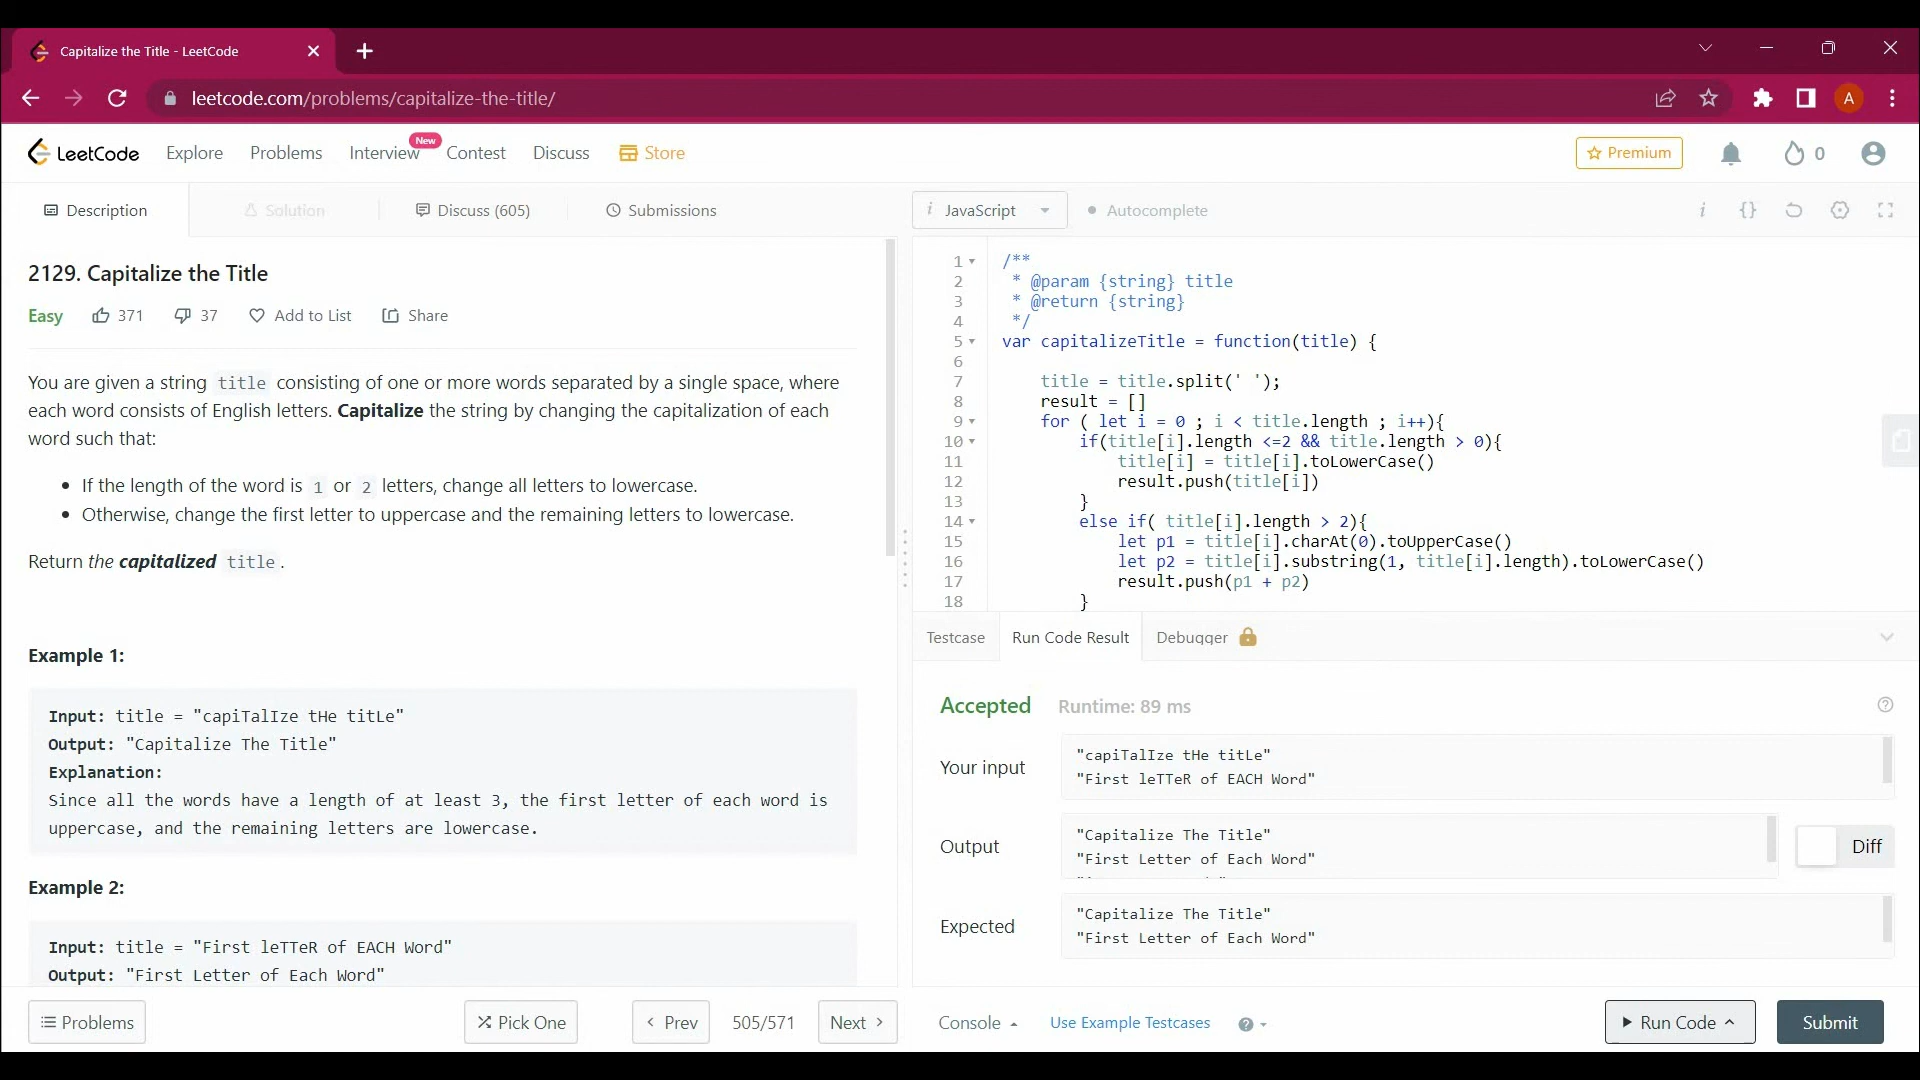 Capitalize the Title - LeetCode
leetcode.com/problems/capitalize-the-title/
A
LeetCode
Explore
Problems
Interview
New
Contest
Discuss
Store
Premium
0
Description
Solution
Discuss (605)
Submissions
i JavaScript
Autocomplete
i {}
2129. Capitalize the Title
Easy 371 37 Add to List Share
You are given a string title consisting of one or more words separated by a single space, where
each word consists of English letters. Capitalize the string by changing the capitalization of each
word such that:
• If the length of the word is 1 or 2 letters, change all letters to lowercase.
• Otherwise, change the first letter to uppercase and the remaining letters to lowercase.
Return the capitalized title.
Example 1:
Input: title = "capiTalIze tHe titLe"
Output: "Capitalize The Title"
Explanation:
Since all the words have a length of at least 3, the first letter of each word is
uppercase, and the remaining letters are lowercase.
Example 2:
Input: title = "First leTTeR of EACH Word"
Output: "First Letter of Each Word"
Problems
Pick One
< Prev
505/571
Next >
1 /**
2 * @param {string} title
3 * @return {string}
4 */
5 var capitalizeTitle = function(title) {
6
7 title = title.split(' ');
8 result = []
9 for ( let i = 0 ; i < title.length ; i++){
10 if(title[i].length <=2 && title.length > 0){
11 title[i] = title[i].toLowerCase()
12 result.push(title[i])
13 }
14 else if( title[i].length > 2){
15 let p1 = title[i].charAt(0).toUpperCase()
16 let p2 = title[i].substring(1, title[i].length).toLowerCase()
17 result.push(p1 + p2)
18 }
Testcase
Run Code Result
Debugger
Accepted Runtime: 89 ms
Your input
"capiTalIze tHe titLe"
"First leTTeR of EACH Word"
Output
"Capitalize The Title"
"First Letter of Each Word"
Diff
Expected
"Capitalize The Title"
"First Letter of Each Word"
Console
Use Example Testcases
Run Code
Submit